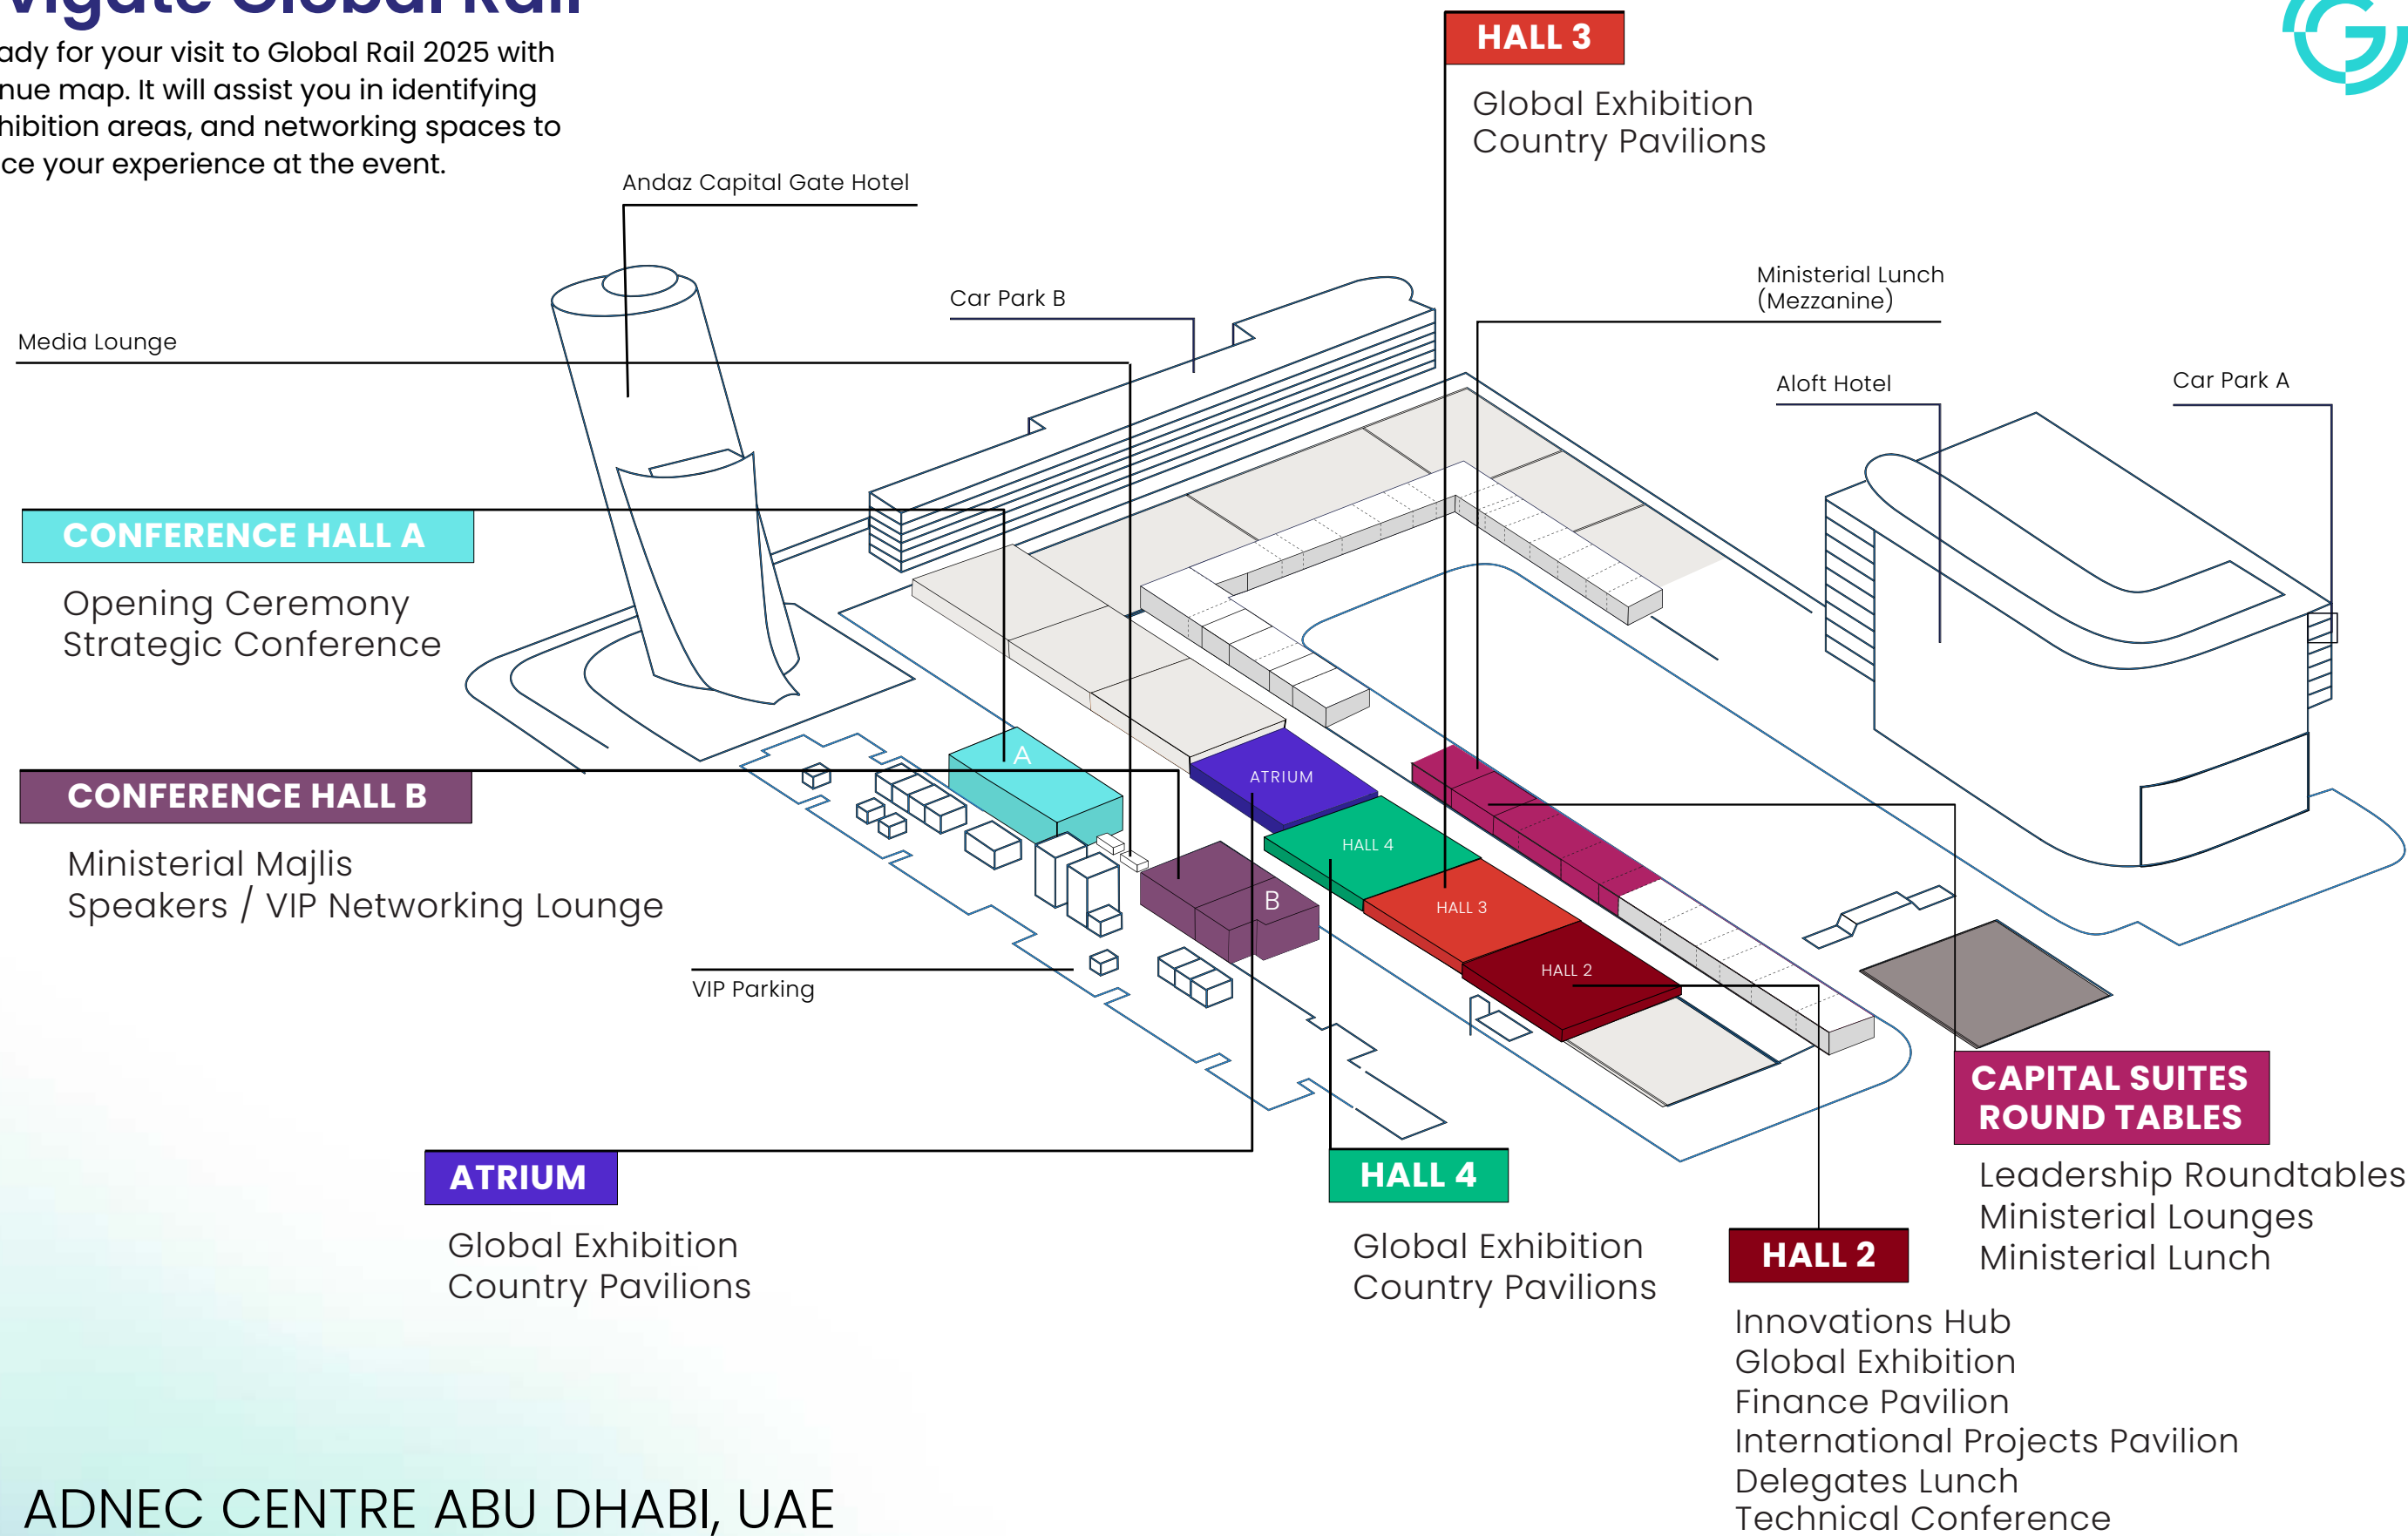 vigate Global Rail
ady for your visit to Global Rail 2025 with
nue map. It will assist you in identifying
hibition areas, and networking spaces to
ce your experience at the event.
HALL 3
Global Exhibition
Country Pavilions
Andaz Capital Gate Hotel
Car Park B
Ministerial Lunch
(Mezzanine)
Media Lounge
Aloft Hotel
Car Park A
CONFERENCE HALL A
Opening Ceremony
Strategic Conference
CONFERENCE HALL B
Ministerial Majlis
Speakers / VIP Networking Lounge
VIP Parking
A
ATRIUM
HALL 4
B
HALL 3
HALL 2
ATRIUM
Global Exhibition
Country Pavilions
HALL 4
Global Exhibition
Country Pavilions
CAPITAL SUITES
ROUND TABLES
Leadership Roundtables
Ministerial Lounges
Ministerial Lunch
HALL 2
Innovations Hub
Global Exhibition
Finance Pavilion
International Projects Pavilion
Delegates Lunch
Technical Conference
ADNEC CENTRE ABU DHABI, UAE